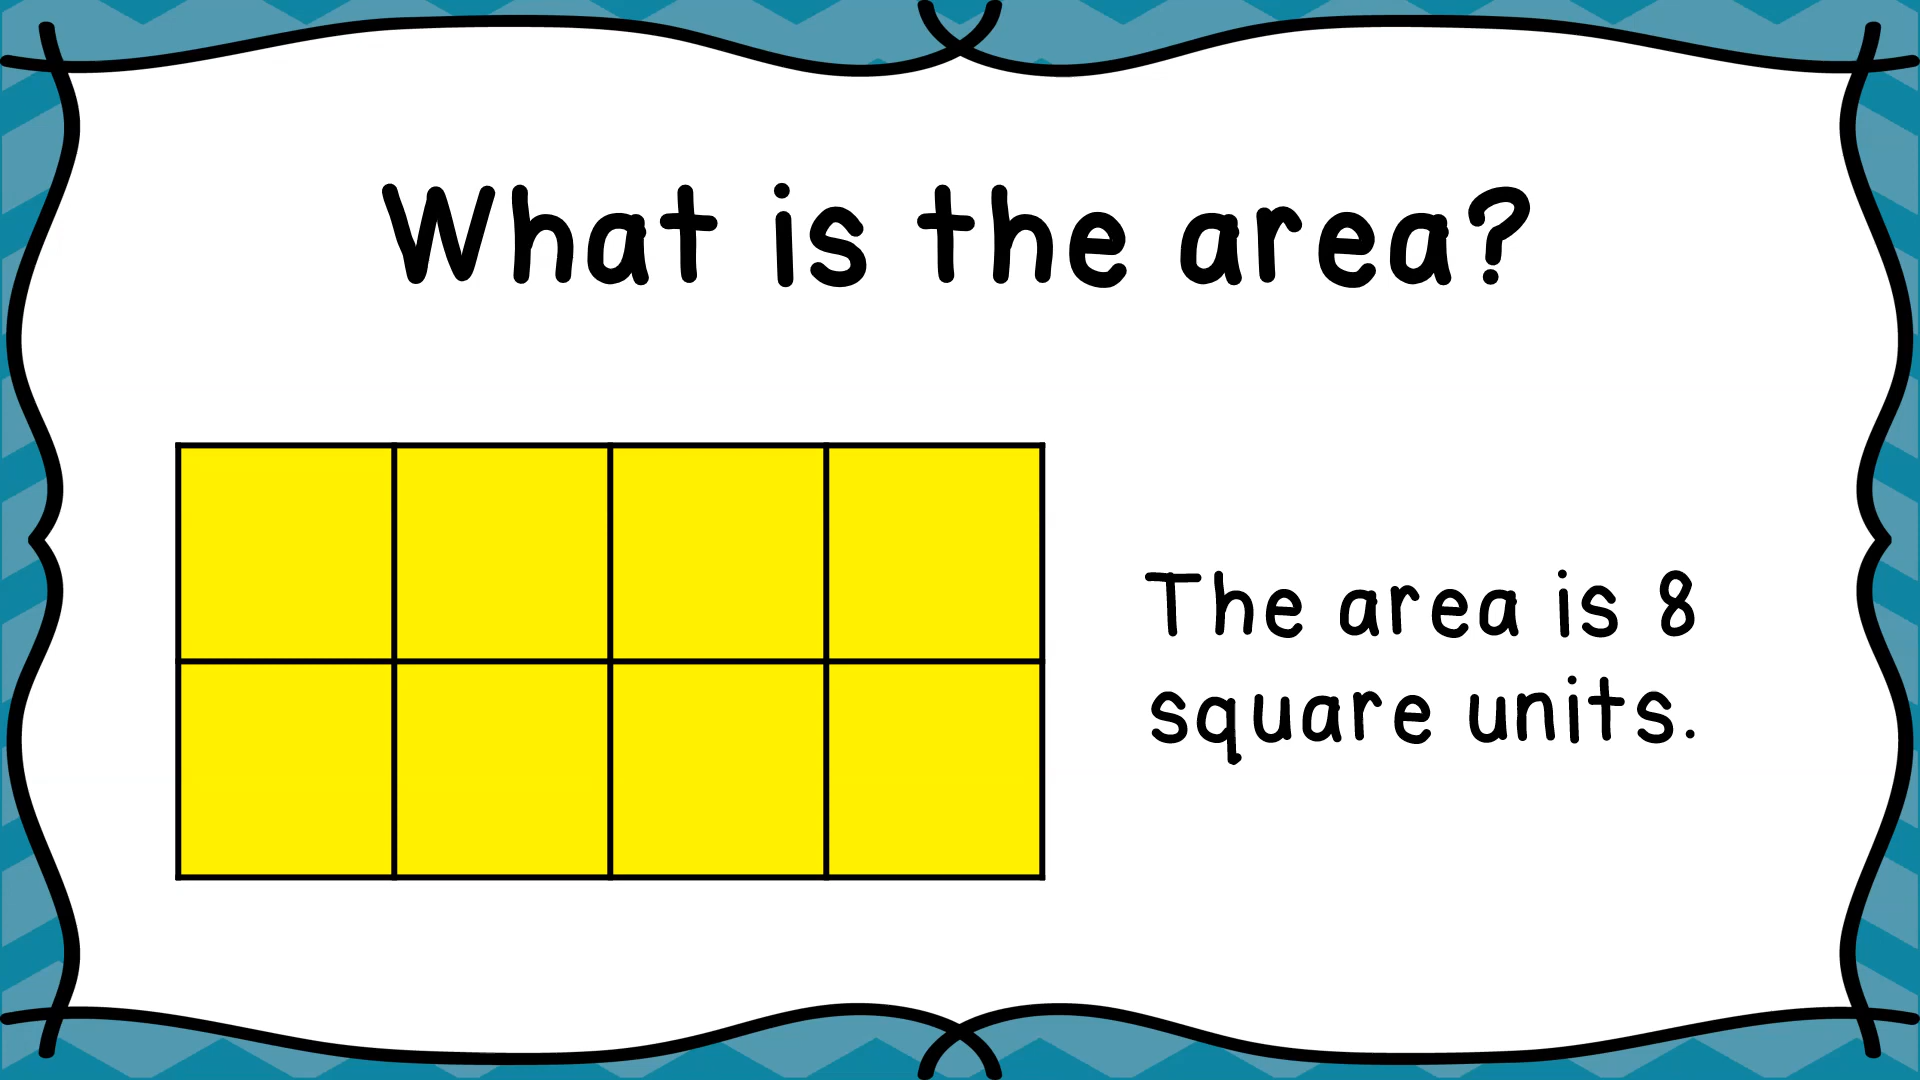 What is the area?
The area is 8
square units.